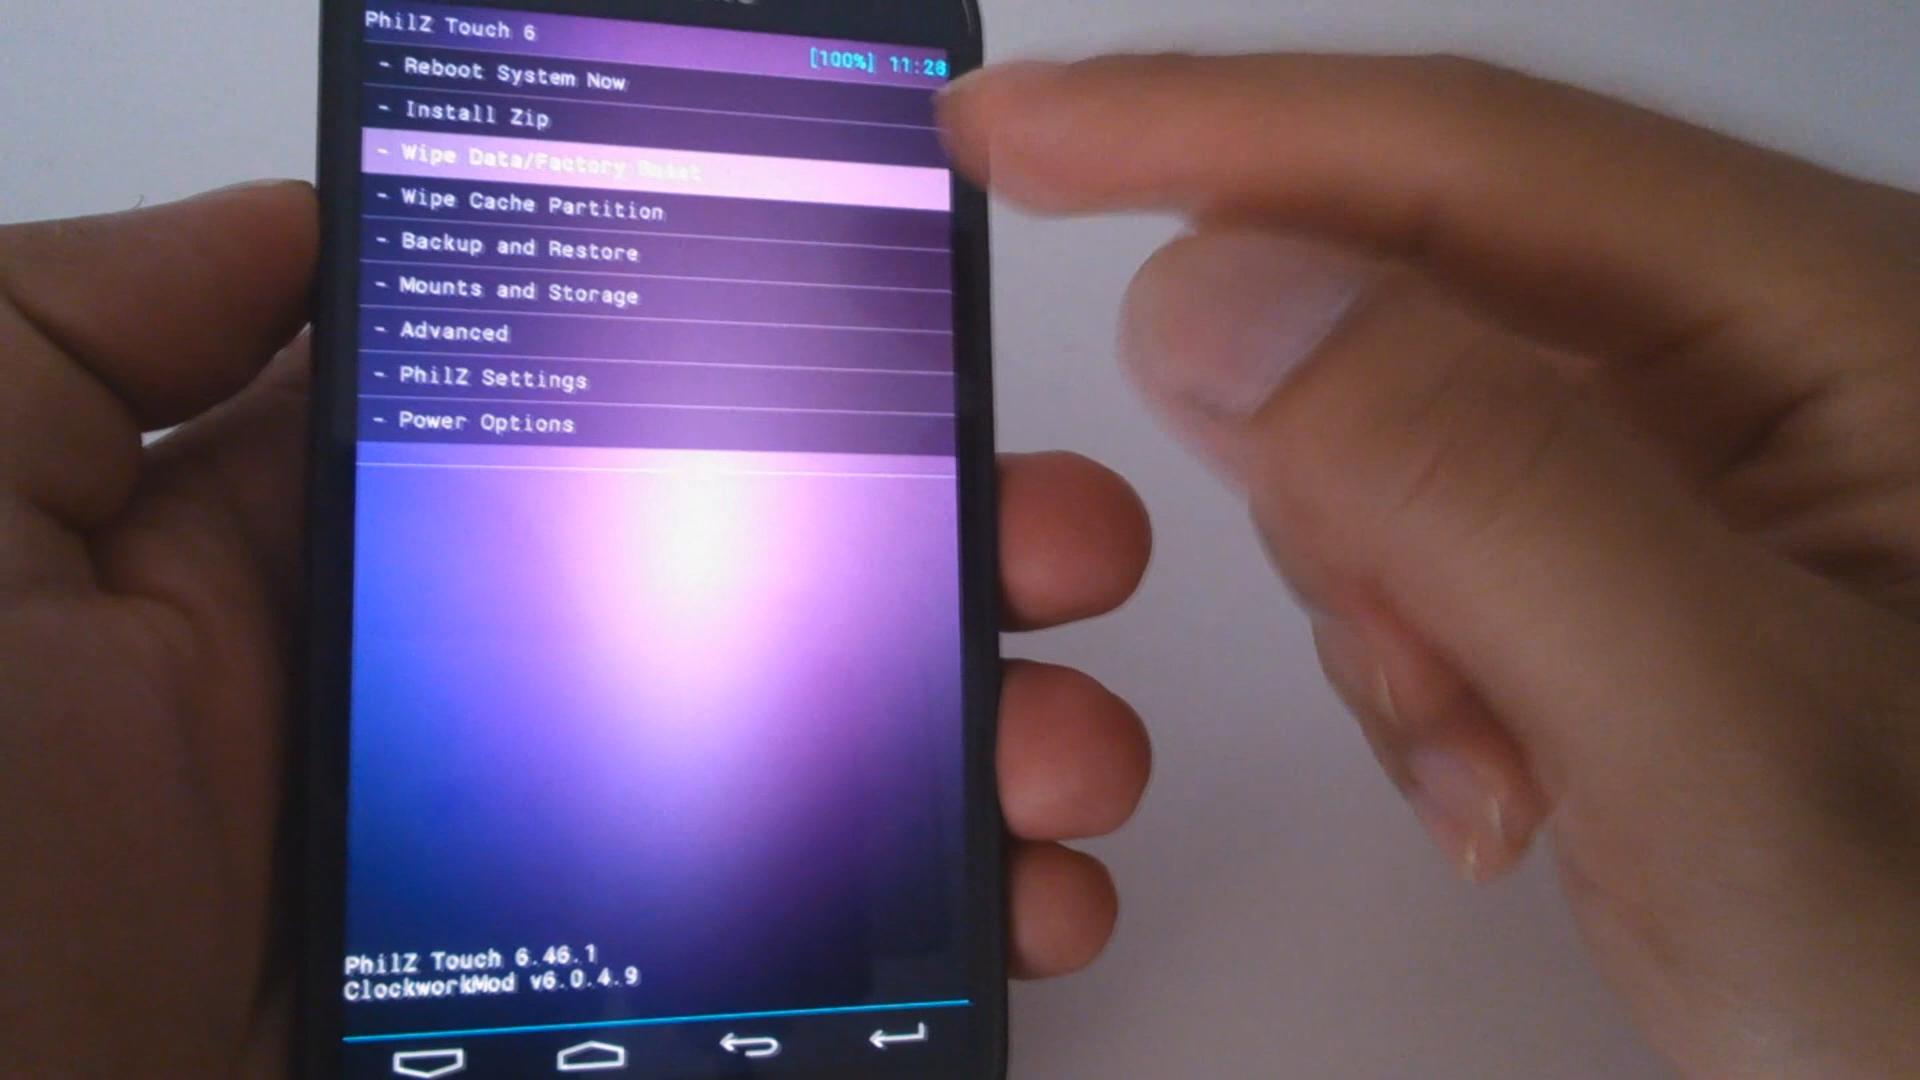 PhilZ Touch 6
[100%] 11:28
- Reboot System Now
- Install Zip
- Wipe Data/Factory Reset
- Wipe Cache Partition
- Backup and Restore
- Mounts and Storage
- Advanced
- PhilZ Settings
- Power Options
PhilZ Touch 6.46.1
ClockworkMod v6.0.4.9